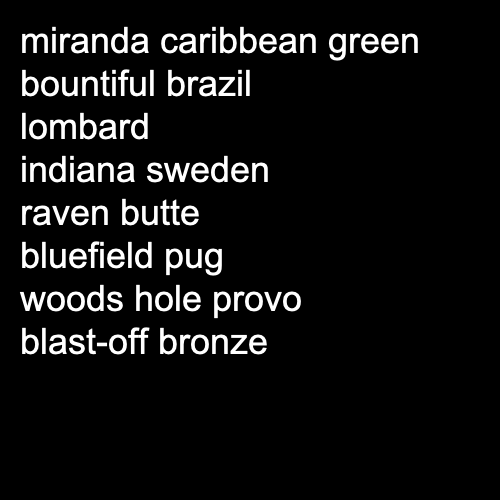 miranda caribbean green
bountiful brazil
lombard
indiana sweden
raven butte
bluefield pug
woods hole provo
blast-off bronze